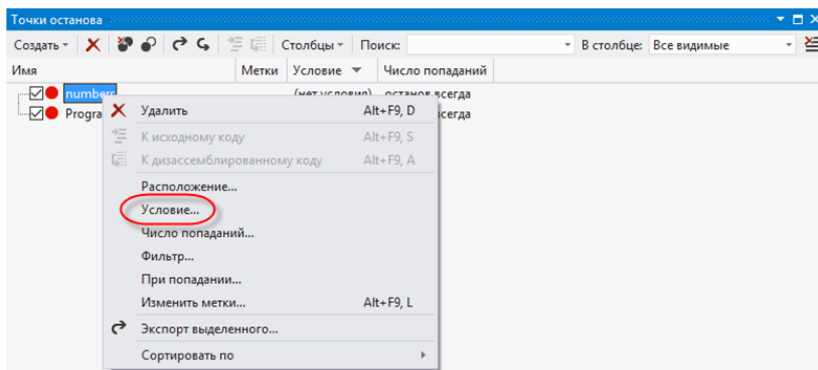 Точки останова
Создать Столбцы Поиск: В столбце: Все видимые
Имя Метки Условие Число попаданий
numbers (нет условия) останов всегда
Progra всегда
Удалить Alt+F9, D
К исходному коду Alt+F9, S
К дизассемблированному коду Alt+F9, A
Расположение...
Условие...
Число попаданий...
Фильтр...
При попадании...
Изменить метки... Alt+F9, L
Экспорт выделенного...
Сортировать по